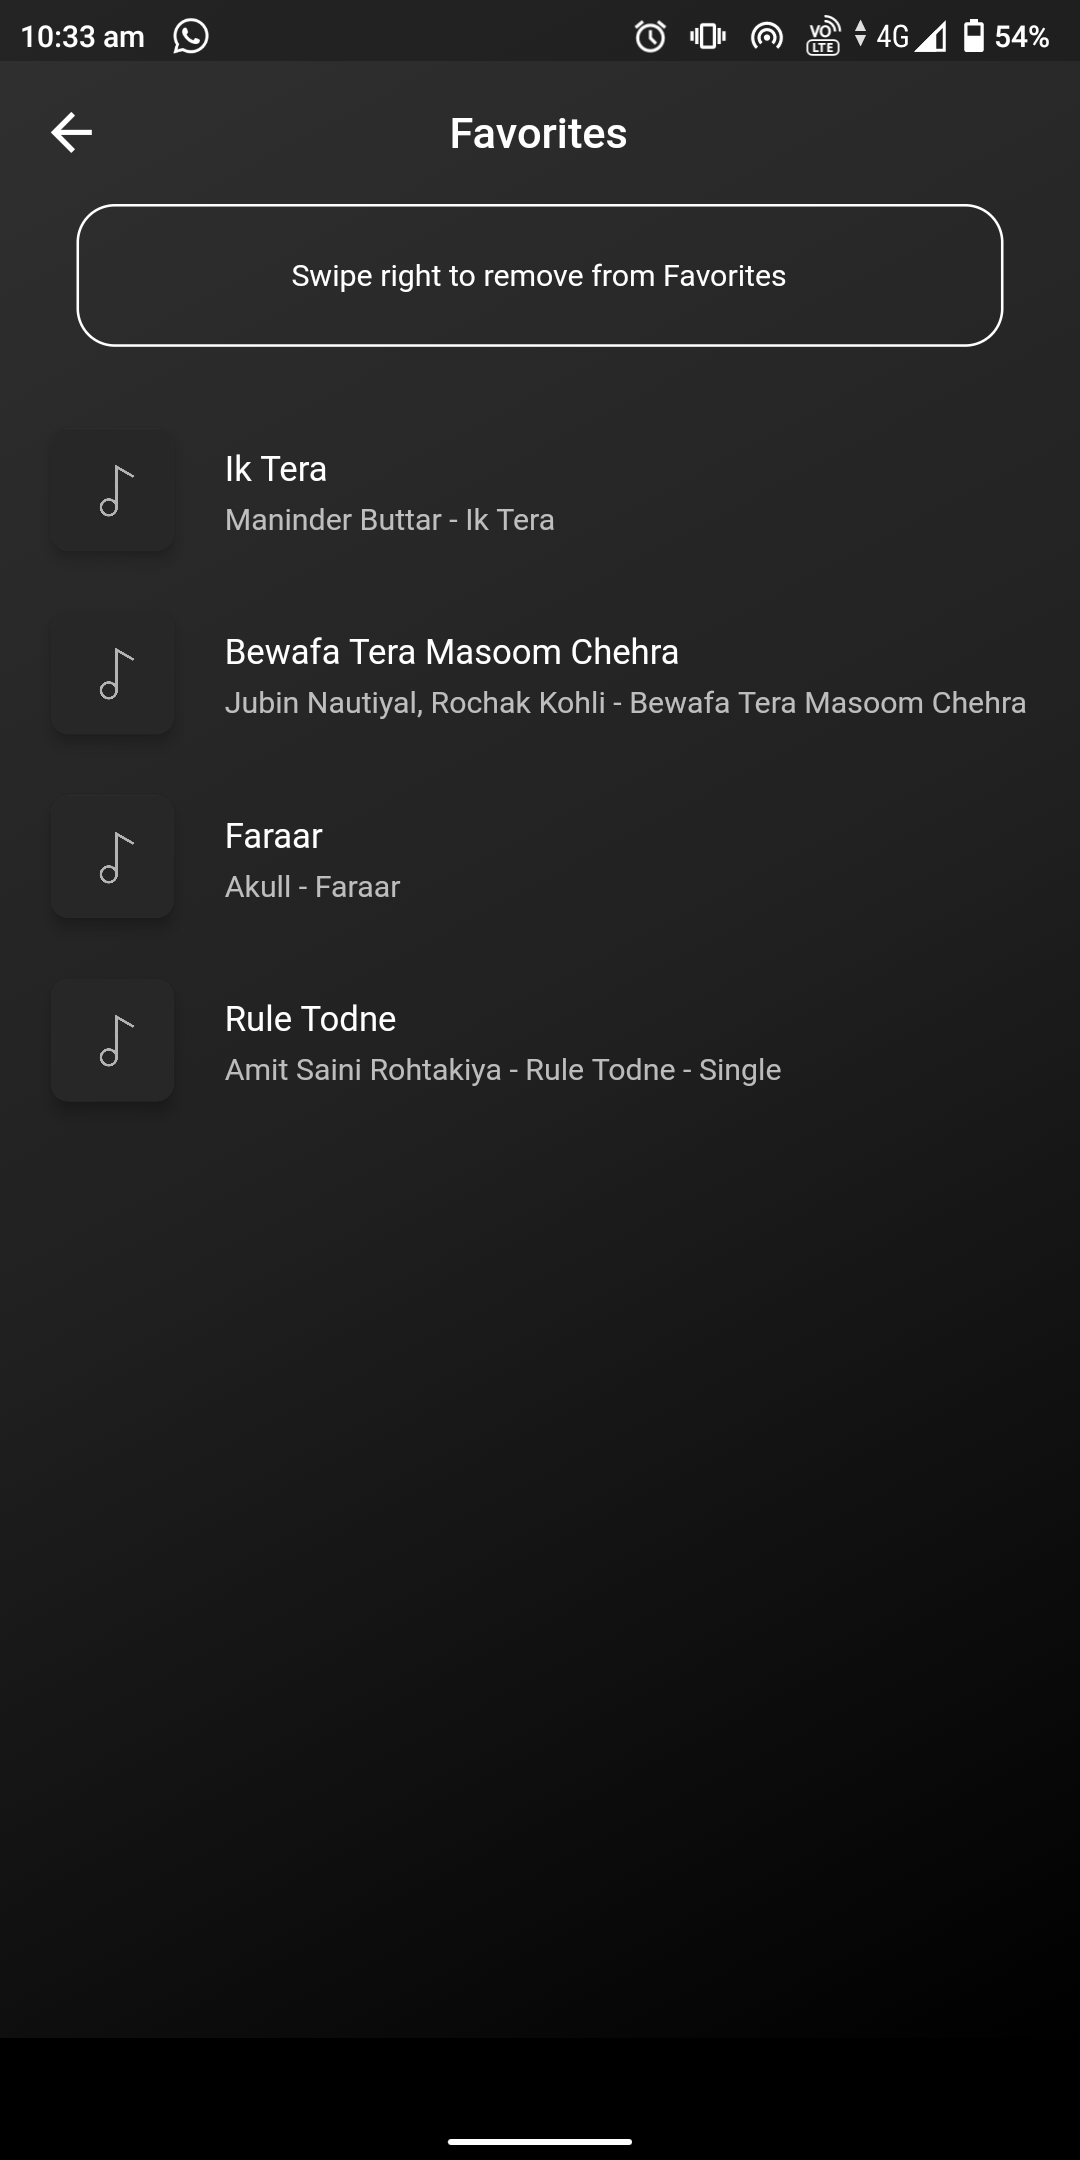 10:33 am VO LTE 4G 54%
Favorites
Swipe right to remove from Favorites
Ik Tera
Maninder Buttar - Ik Tera
Bewafa Tera Masoom Chehra
Jubin Nautiyal, Rochak Kohli - Bewafa Tera Masoom Chehra
Faraar
Akull - Faraar
Rule Todne
Amit Saini Rohtakiya - Rule Todne - Single